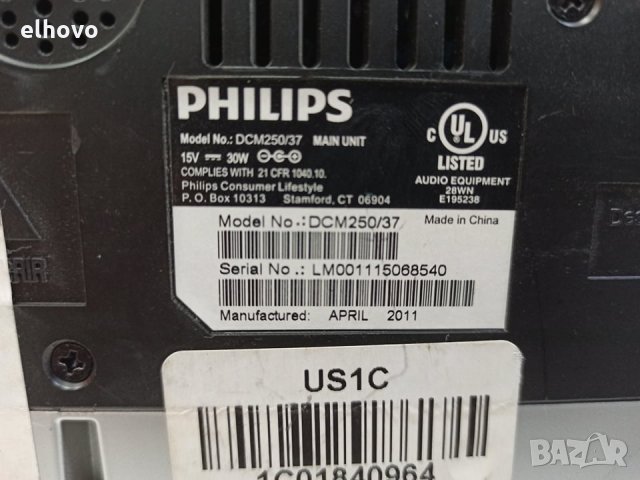 elhovo
PHILIPS
Model No.: DCM250/37 MAIN UNIT
15V 30W
COMPLIES WITH 21 CFR 1040.10.
Philips Consumer Lifestyle
P. O. Box 10313 Stamford, CT 06904
C UL US
LISTED
AUDIO EQUIPMENT
28WN
E195238
Model No.:DCM250/37
Made in China
Serial No.: LM001115068540
Manufactured: APRIL 2011
US1C
1C01840964
BAZAR